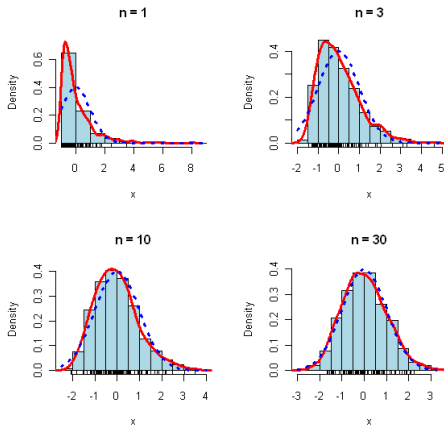 n = 1
Density
0.0 0.2 0.4 0.6
0 2 4 6 8
x
n = 3
Density
0.0 0.2 0.4
-2 -1 0 1 2 3 4 5
x
n = 10
Density
0.0 0.1 0.2 0.3 0.4
-2 -1 0 1 2 3 4
x
n = 30
Density
0.0 0.1 0.2 0.3 0.4
-3 -2 -1 0 1 2 3
x